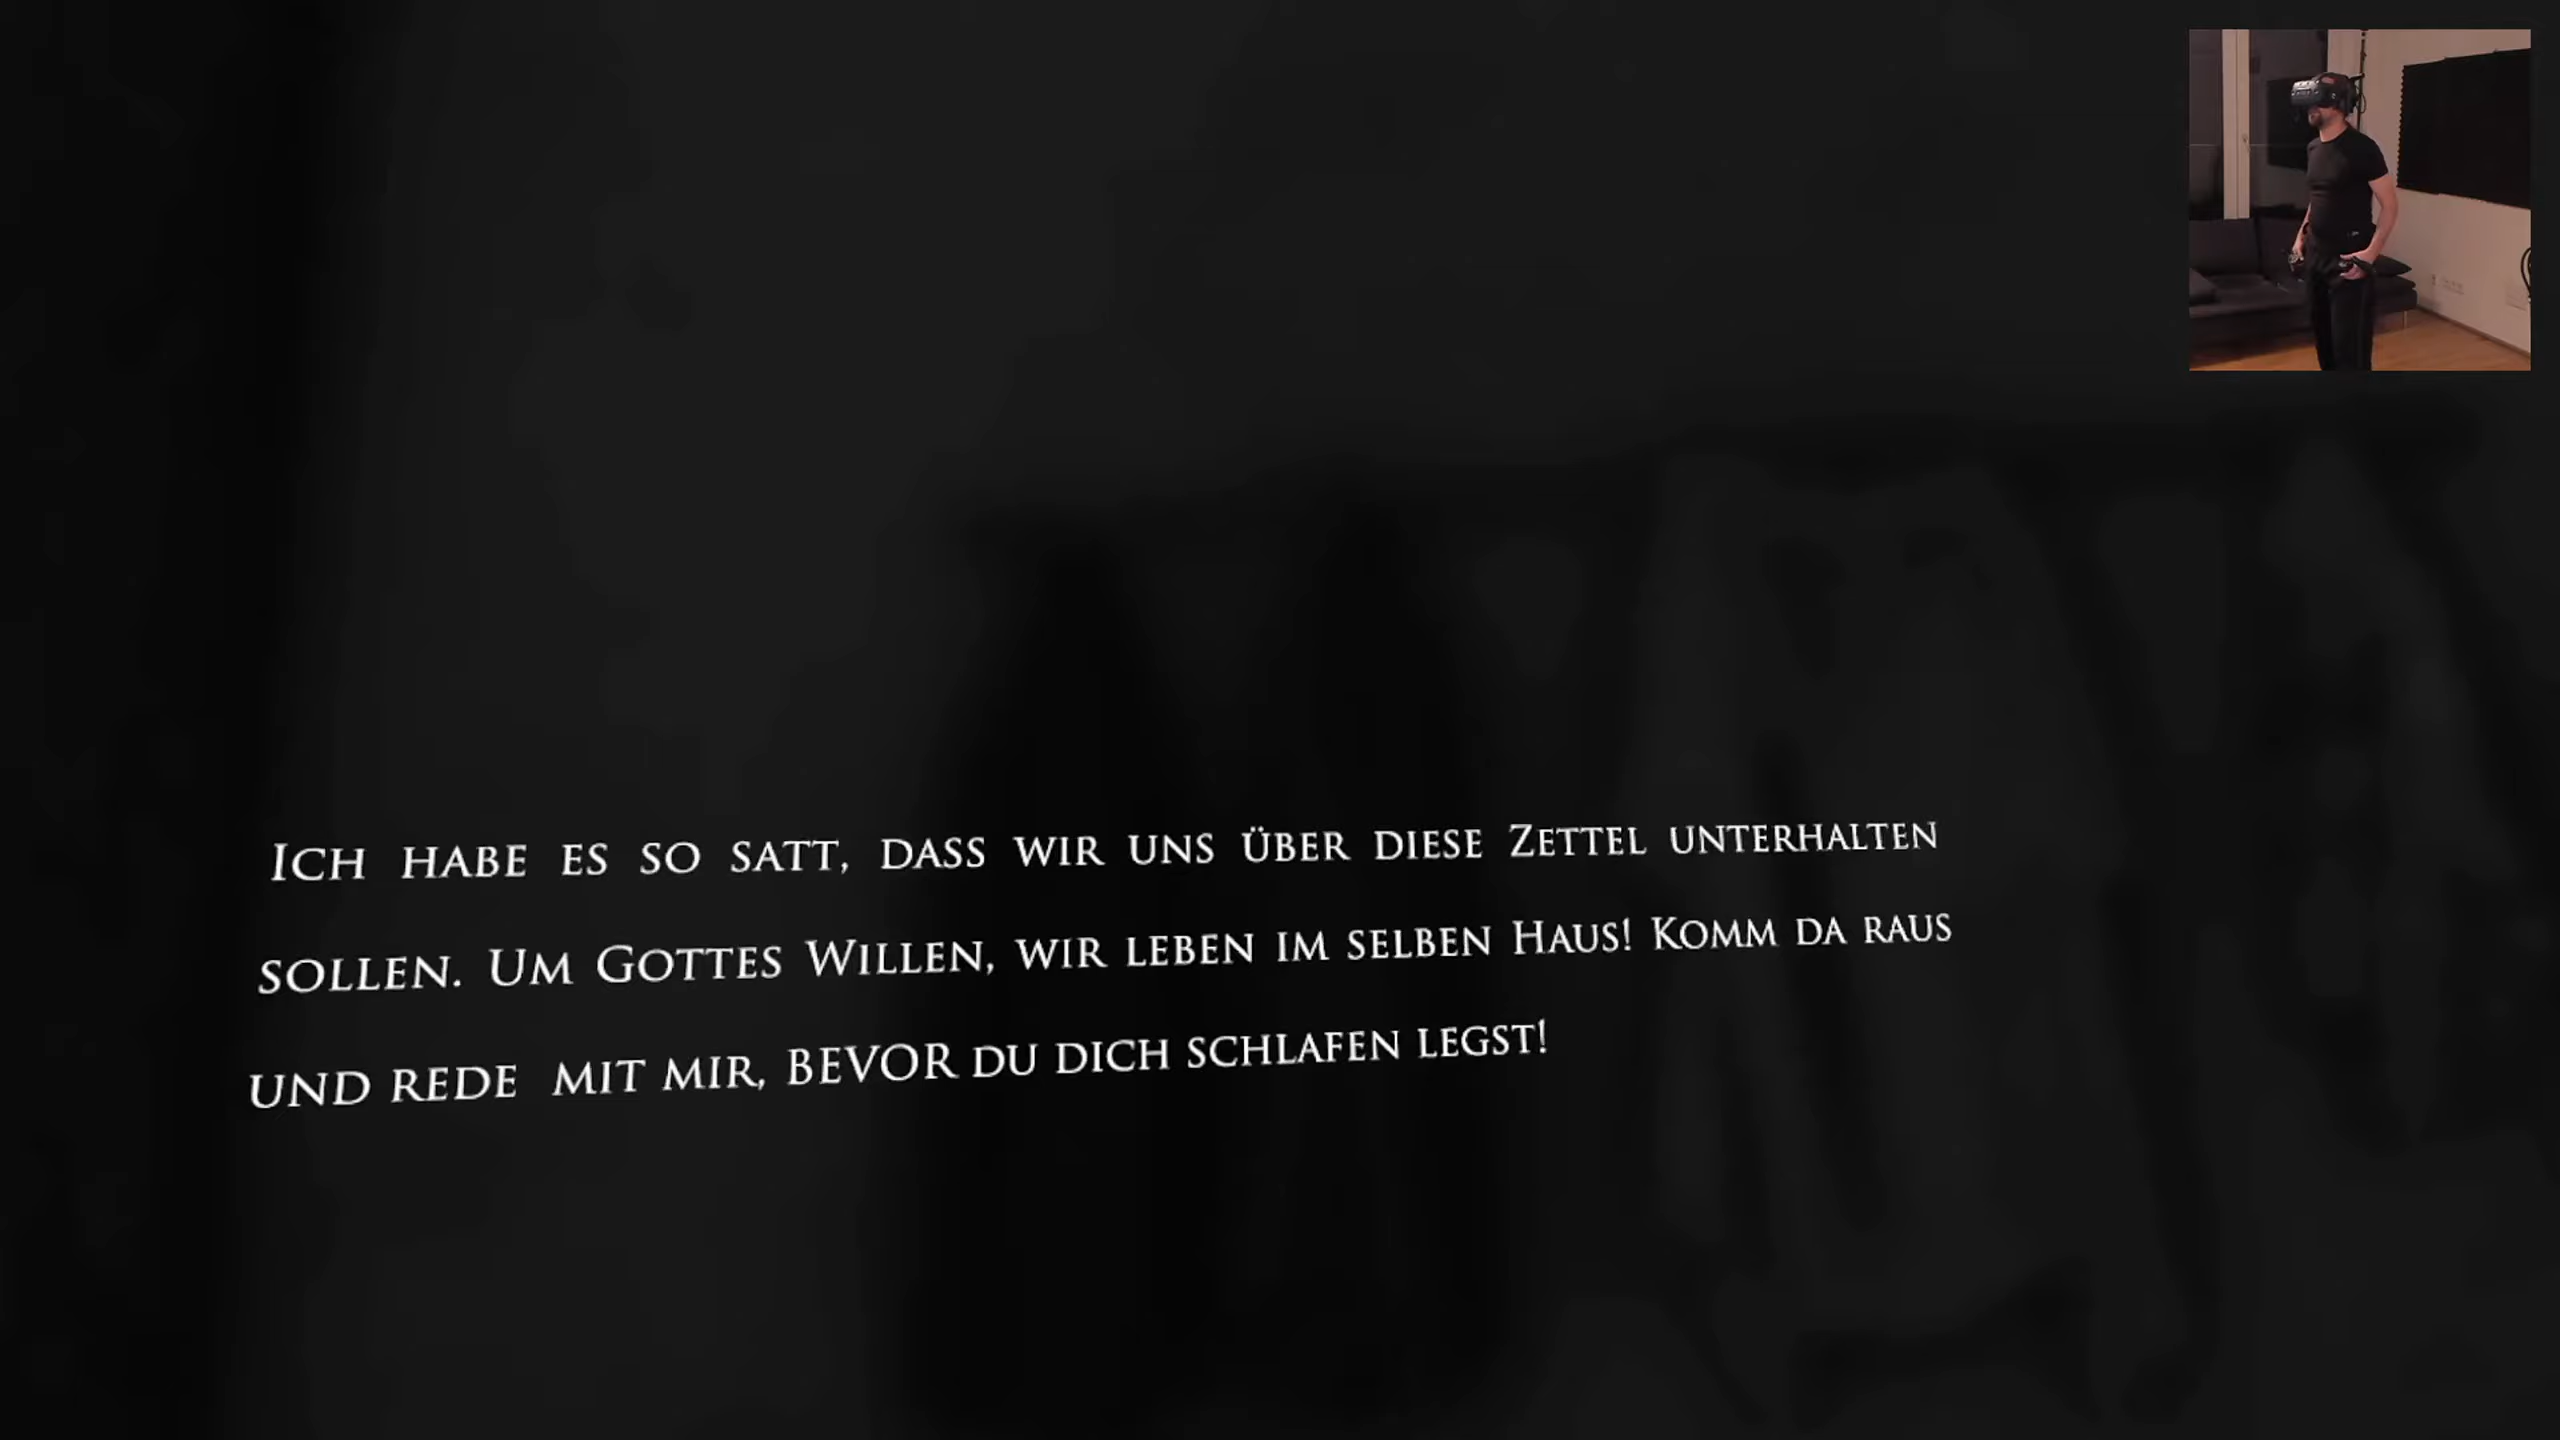 Ich habe es so satt, dass wir uns über diese Zettel unterhalten
sollen. Um Gottes Willen, wir leben im selben Haus! Komm da raus
und rede mit mir, BEVOR du dich schlafen legst!